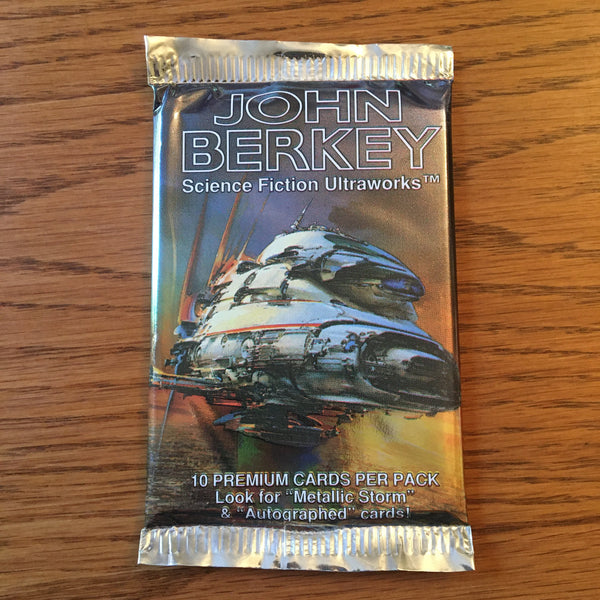 JOHN
BERKEY
Science Fiction Ultraworks™
10 PREMIUM CARDS PER PACK
Look for "Metallic Storm"
& "Autographed" cards!